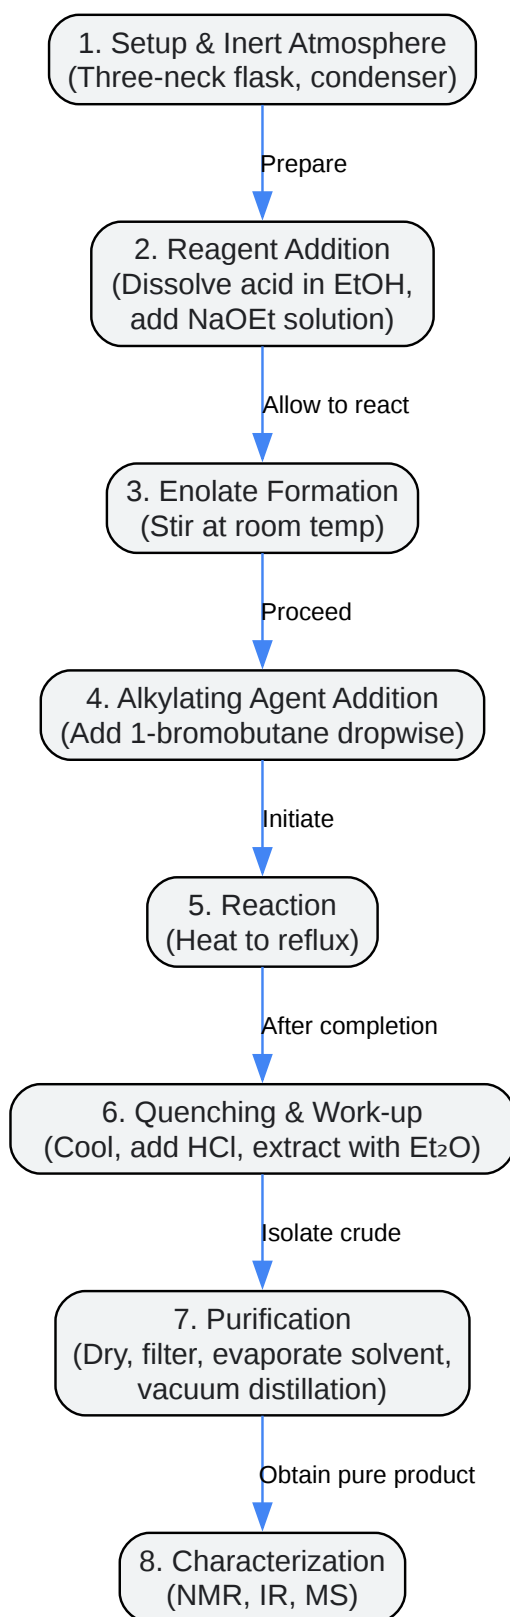 1. Setup & Inert Atmosphere
(Three-neck flask, condenser)
Prepare
2. Reagent Addition
(Dissolve acid in EtOH,
add NaOEt solution)
Allow to react
3. Enolate Formation
(Stir at room temp)
Proceed
4. Alkylating Agent Addition
(Add 1-bromobutane dropwise)
Initiate
5. Reaction
(Heat to reflux)
After completion
6. Quenching & Work-up
(Cool, add HCl, extract with Et₂O)
Isolate crude
7. Purification
(Dry, filter, evaporate solvent,
vacuum distillation)
Obtain pure product
8. Characterization
(NMR, IR, MS)